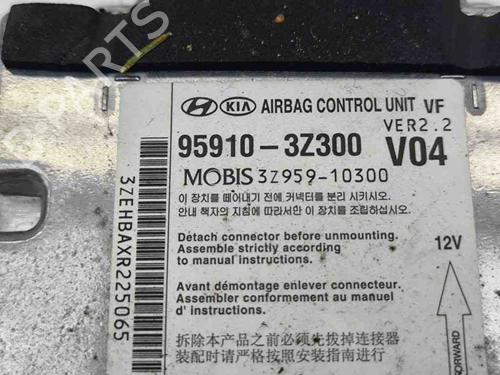 PARTS
KIA AIRBAG CONTROL UNIT VF
VER2.2
95910-3Z300 V04
MOBIS 3Z959-10300
이 장치를 떼어내기 전에 커넥터를 분리 시키시오.
안내 책자의 지침에 따라서만 이 장치를 조립하십시오.
Detach connector before unmounting.
Assemble strictly according
to manual instructions.
12V
Avant démontage enlever connecteur.
Assembler conformement au manuel
d' instructions.
拆除本产品之前必须先拔掉连接器
装配时请严格按照安装指南进行
FORWARD
3ZEHBAXR225065